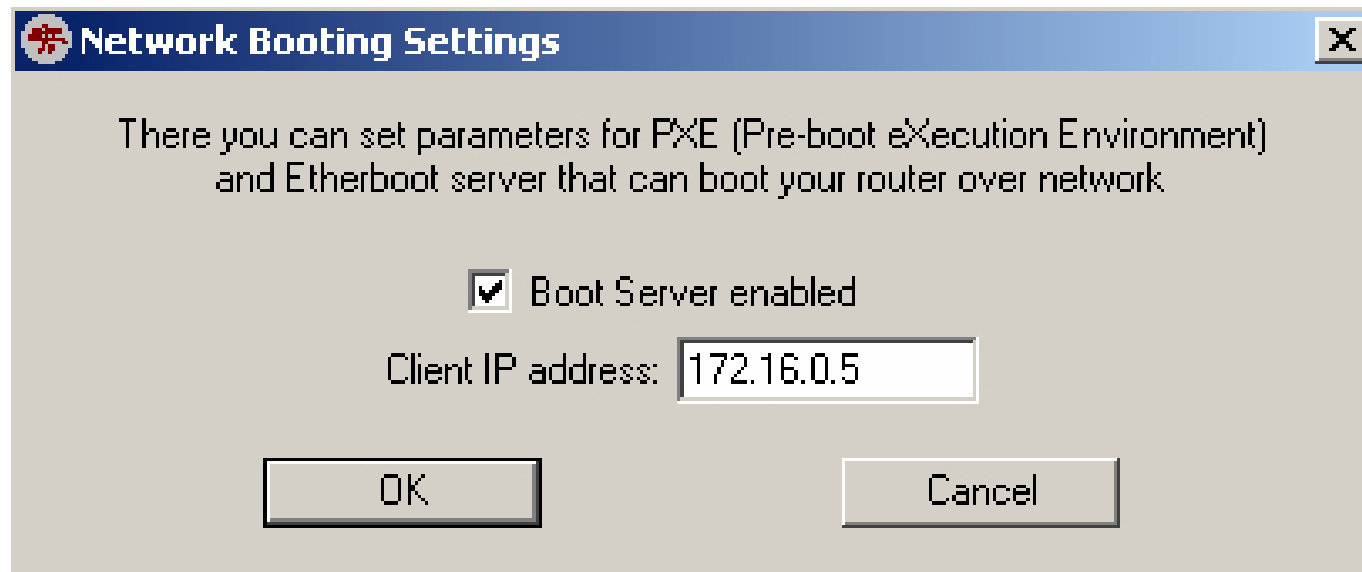 Network Booting Settings
There you can set parameters for PXE (Pre-boot eXecution Environment)
and Etherboot server that can boot your router over network
Boot Server enabled
Client IP address: 172.16.0.5
OK Cancel